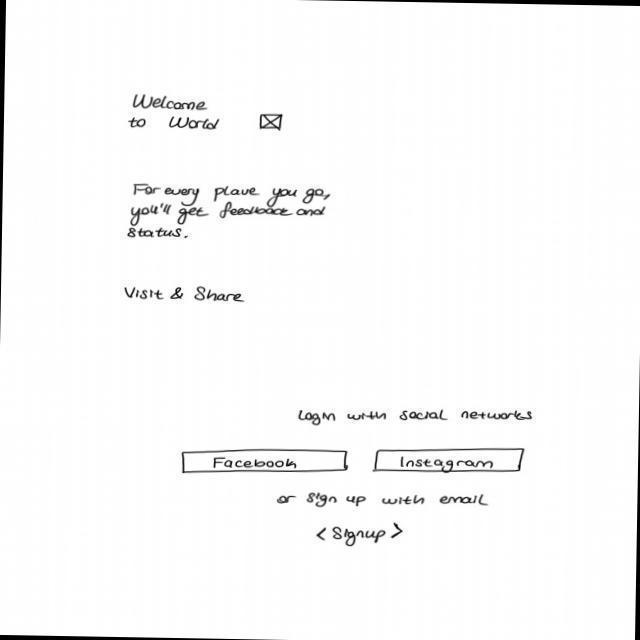 Welcome
to World
For every plave you go,
you'll get feedback and
status.
Visit & Share
Login with social networks
Facebook Instagram
or sign up with email
<Signup>